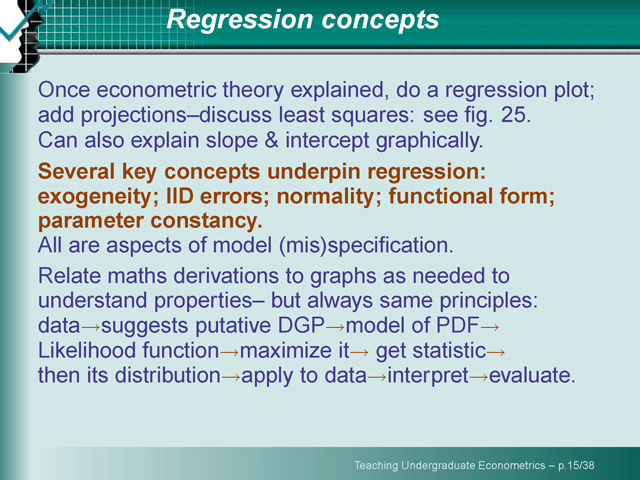 Regression concepts
Once econometric theory explained, do a regression plot;
add projections–discuss least squares: see fig. 25.
Can also explain slope & intercept graphically.
Several key concepts underpin regression:
exogeneity; IID errors; normality; functional form;
parameter constancy.
All are aspects of model (mis)specification.
Relate maths derivations to graphs as needed to
understand properties– but always same principles:
data→suggests putative DGP→model of PDF→
Likelihood function→maximize it→ get statistic→
then its distribution→apply to data→interpret→evaluate.
Teaching Undergraduate Econometrics – p.15/38